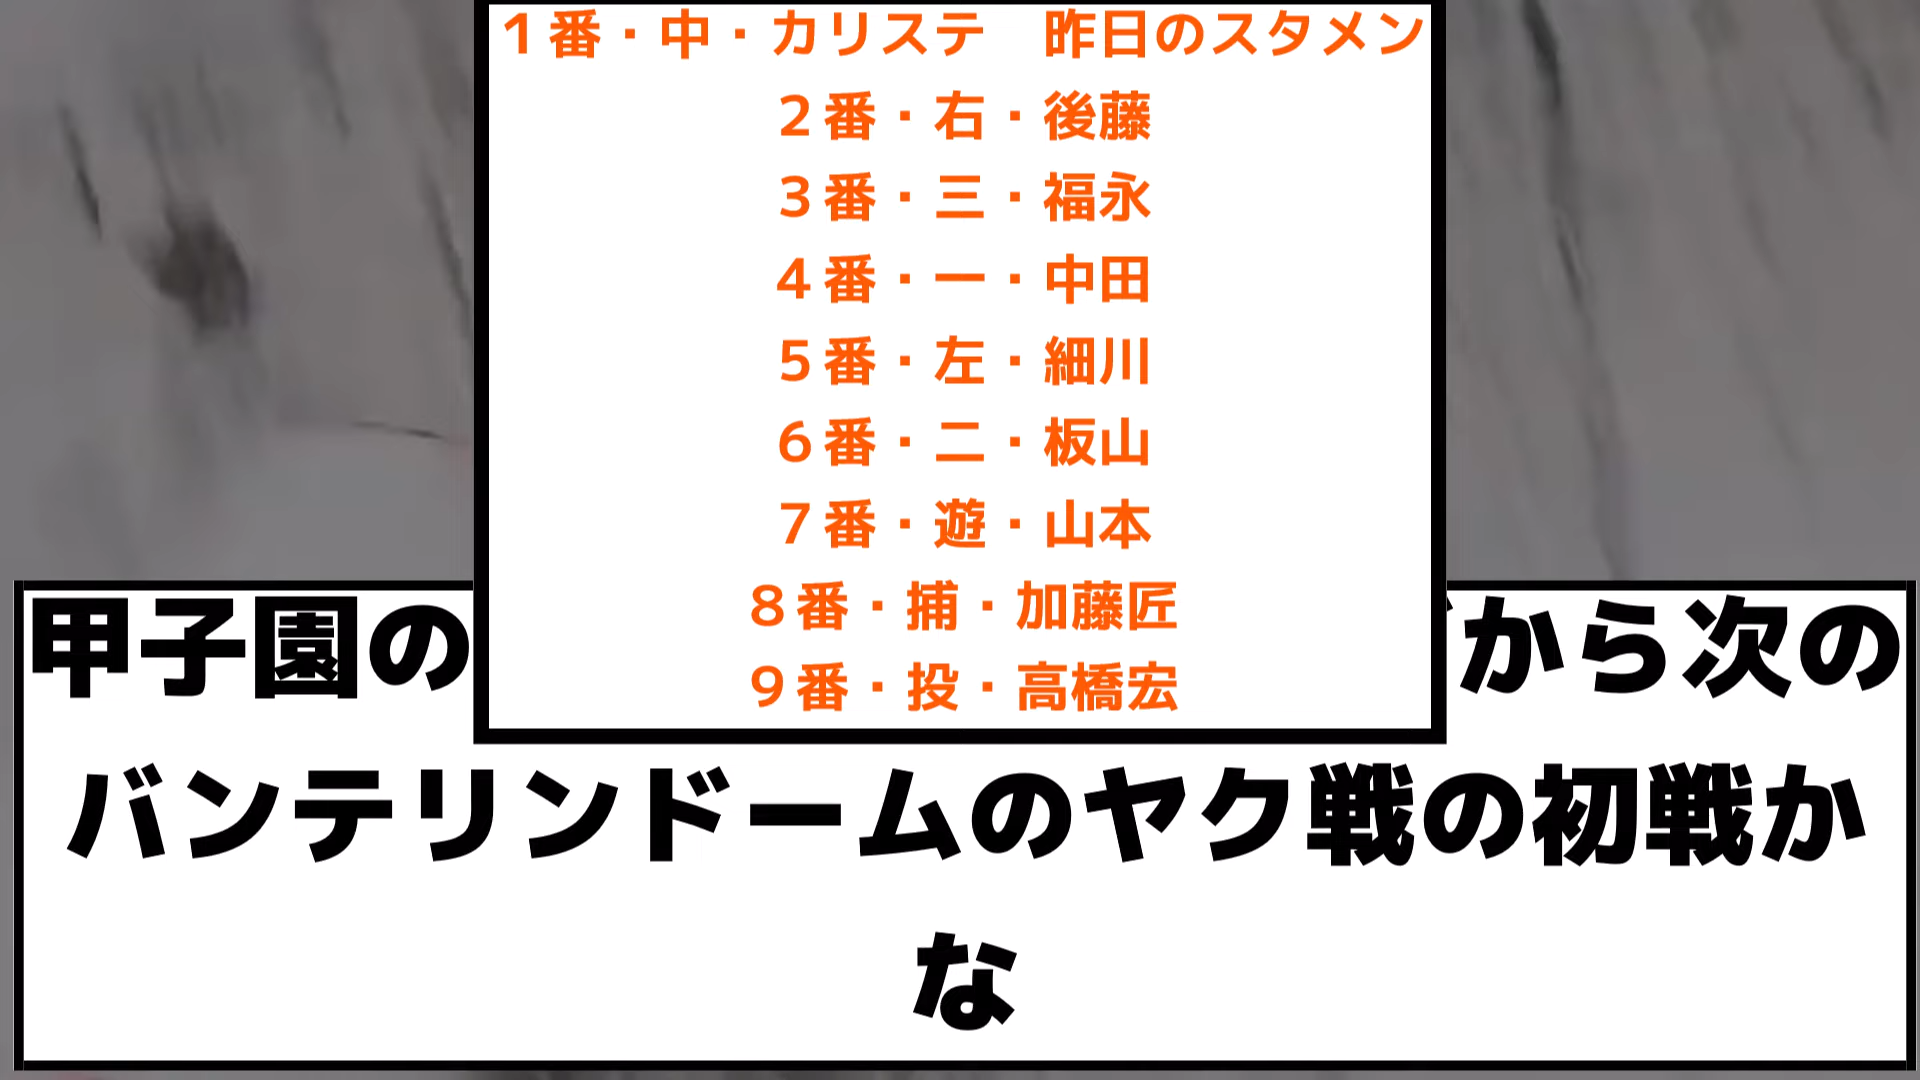 １番・中・カリステ　昨日のスタメン
２番・右・後藤
３番・三・福永
４番・一・中田
５番・左・細川
６番・二・板山
７番・遊・山本
８番・捕・加藤匠
９番・投・高橋宏
甲子園の
から次の
バンテリンドームのヤク戦の初戦か
な